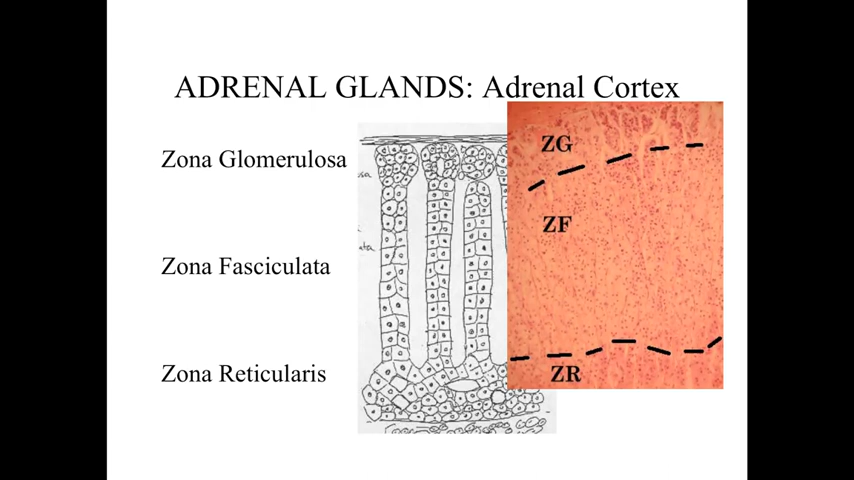 ADRENAL GLANDS: Adrenal Cortex
Zona Glomerulosa
ZG
ZF
Zona Fasciculata
Zona Reticularis
ZR